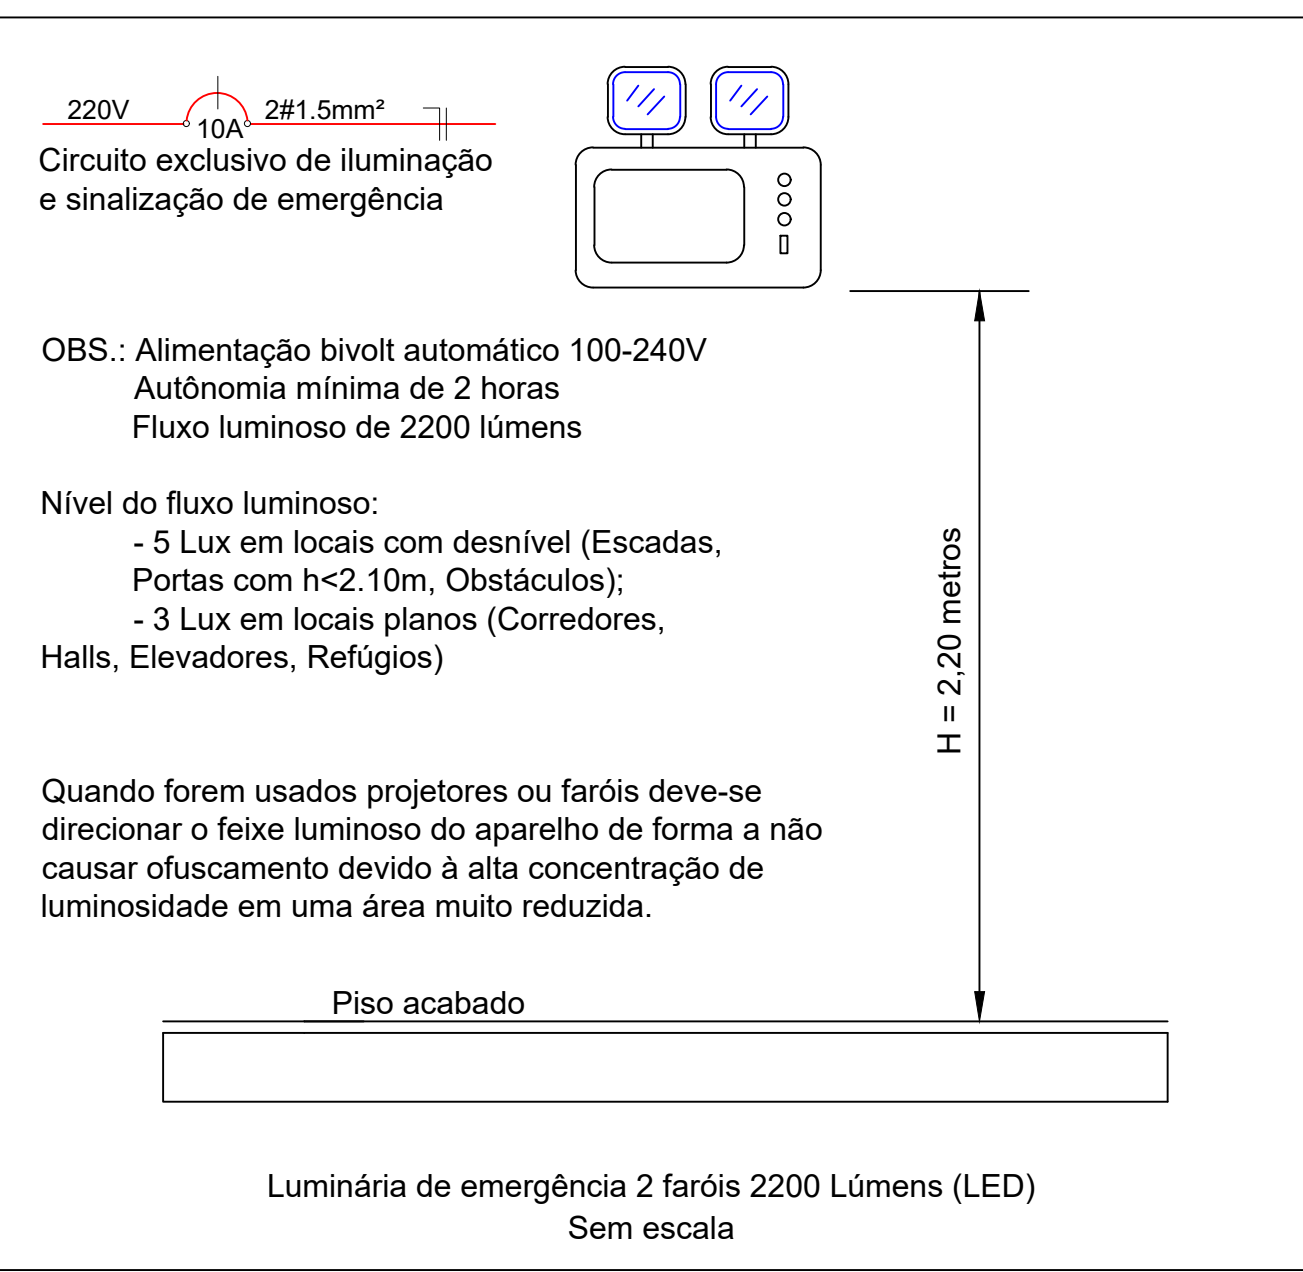 220V
10A
2#1.5mm²
Circuito exclusivo de iluminação
e sinalização de emergência
OBS.: Alimentação bivolt automático 100-240V
Autônomia mínima de 2 horas
Fluxo luminoso de 2200 lúmens
Nível do fluxo luminoso:
- 5 Lux em locais com desnível (Escadas,
Portas com h<2.10m, Obstáculos);
- 3 Lux em locais planos (Corredores,
Halls, Elevadores, Refúgios)
H = 2,20 metros
Quando forem usados projetores ou faróis deve-se
direcionar o feixe luminoso do aparelho de forma a não
causar ofuscamento devido à alta concentração de
luminosidade em uma área muito reduzida.
Piso acabado
Luminária de emergência 2 faróis 2200 Lúmens (LED)
Sem escala